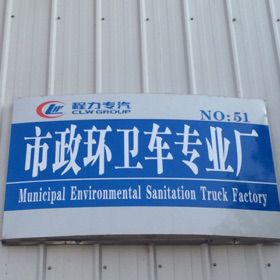 程力专汽
CLW GROUP
NO:51
市政环卫车专业厂
Municipal Environmental Sanitation Truck Factory